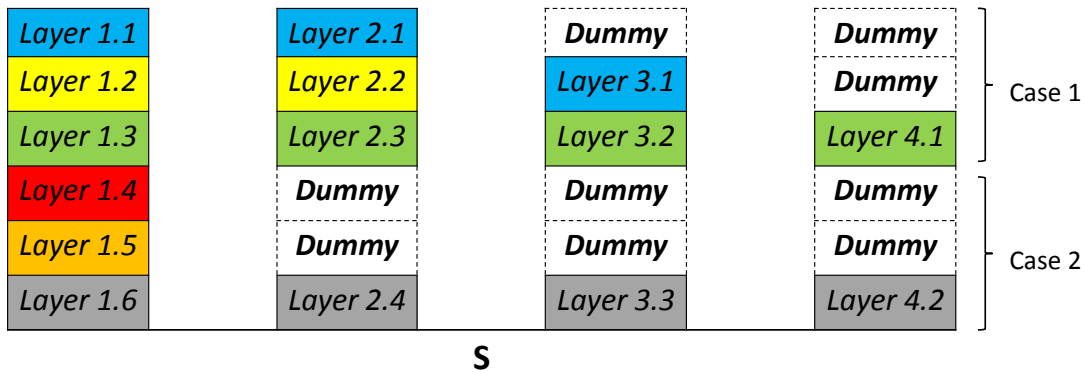 Layer 1.1 Layer 2.1 Dummy Dummy
Layer 1.2 Layer 2.2 Layer 3.1 Dummy
Case 1
Layer 1.3 Layer 2.3 Layer 3.2 Layer 4.1
Layer 1.4 Dummy Dummy Dummy
Layer 1.5 Dummy Dummy Dummy
Case 2
Layer 1.6 Layer 2.4 Layer 3.3 Layer 4.2
S